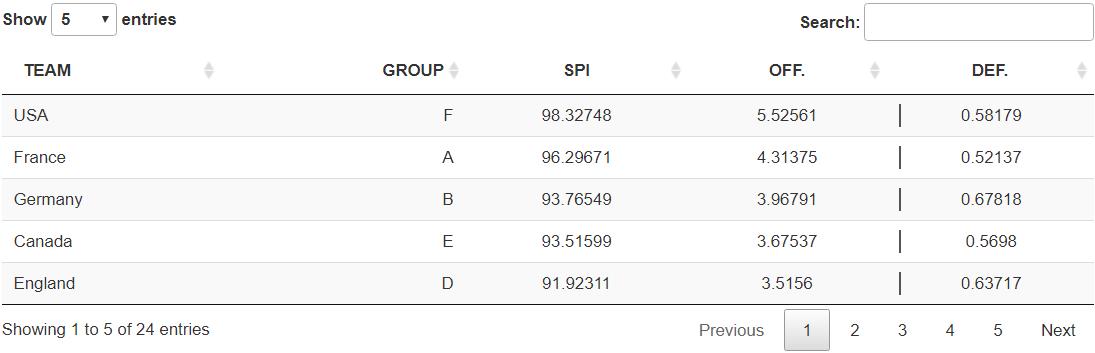 Show 5 entries Search:
TEAM GROUP SPI OFF. DEF.
USA F 98.32748 5.52561 0.58179
France A 96.29671 4.31375 0.52137
Germany B 93.76549 3.96791 0.67818
Canada E 93.51599 3.67537 0.5698
England D 91.92311 3.5156 0.63717
Showing 1 to 5 of 24 entries Previous 1 2 3 4 5 Next